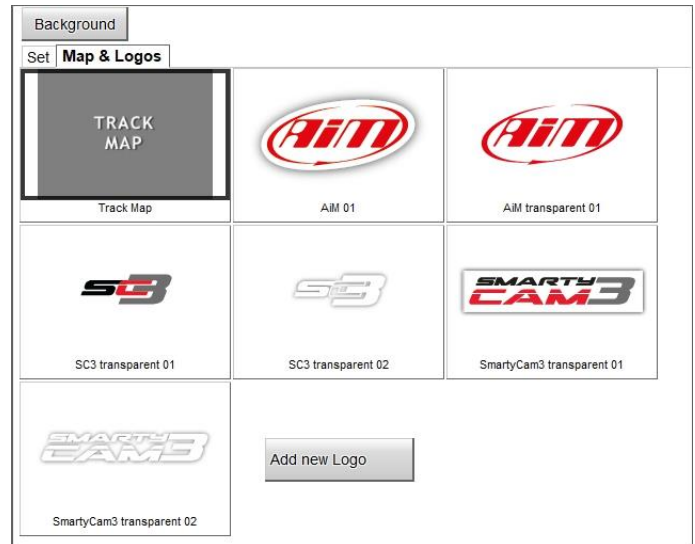 Background
Set Map & Logos
TRACK
MAP
AiM
AiM
Track Map
AiM 01
AiM transparent 01
SC3
SC3
SMARTY
CAM3
SC3 transparent 01
SC3 transparent 02
SmartyCam3 transparent 01
SMARTY
CAM3
Add new Logo
SmartyCam3 transparent 02